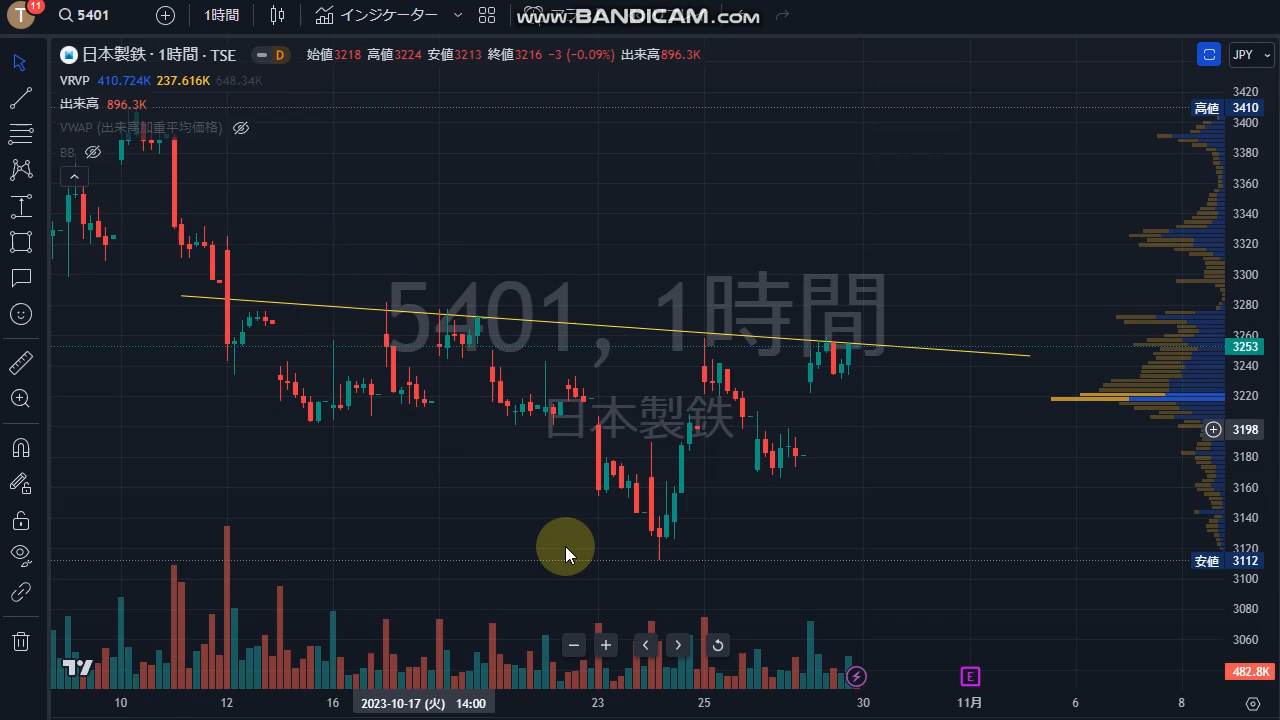 T 11 5401 1時間 インジケーター
www.BANDICAM.com
日本製鉄 · 1時間 · TSE D 始値3218 高値3224 安値3213 終値3216 −3 (−0.09%) 出来高896.3K JPY
VRVP 410.724K 237.616K 648.34K
出来高 896.3K
VWAP (出来高加重平均価格)
BB
3420
高値 3410
3400
3380
3360
3340
3320
3300
3280
3260
3253
3240
3220
3198
3180
3160
3140
3120
安値 3112
3100
3080
3060
482.8K
5401, 1時間
日本製鉄
10 12 16 2023-10-17 (火) 14:00 23 25 30 11月 6 8
E